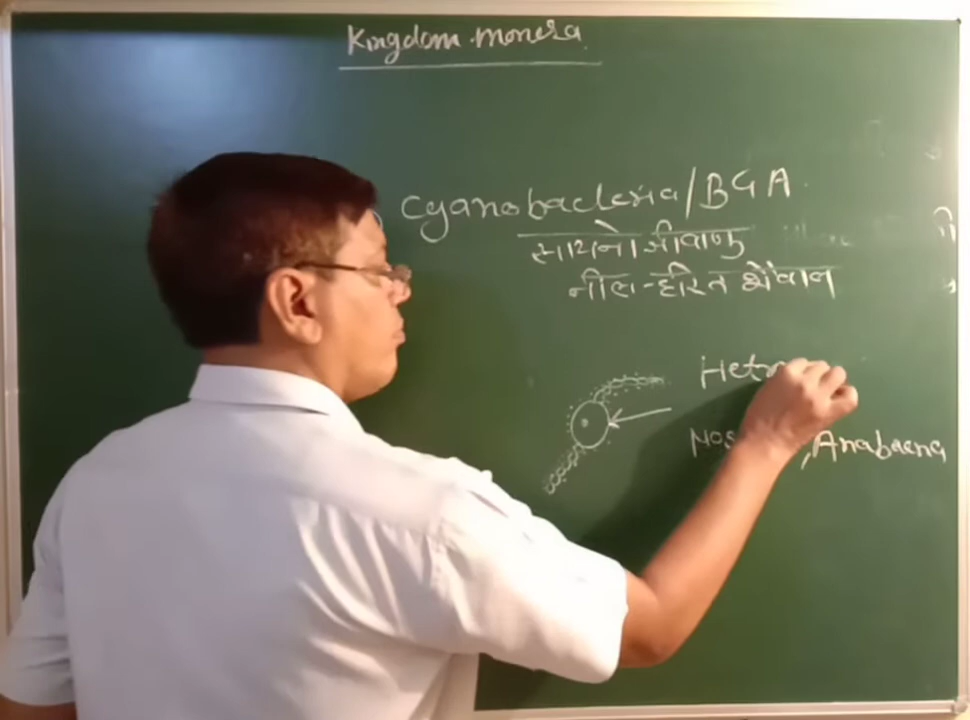 Kingdom monera
Cyanobacteria/BGA
सायनोजीवाणु
नील-हरित शैवाल
Hetr
Nos , Anabaena